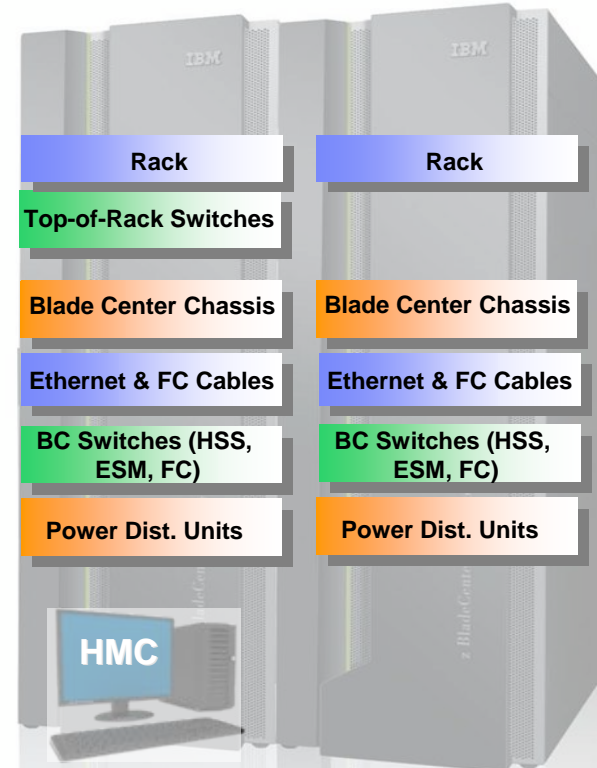 IBM
IBM
Rack
Rack
Top-of-Rack Switches
Blade Center Chassis
Blade Center Chassis
Ethernet & FC Cables
Ethernet & FC Cables
BC Switches (HSS,
ESM, FC)
BC Switches (HSS,
ESM, FC)
Power Dist. Units
Power Dist. Units
HMC
z BladeCenter